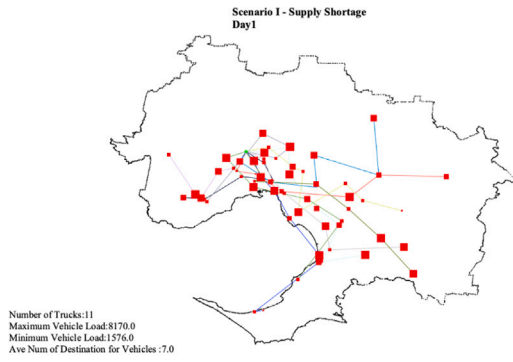 Scenario I - Supply Shortage
Day1
Number of Trucks:11
Maximum Vehicle Load:8170.0
Minimum Vehicle Load:1576.0
Ave Num of Destination for Vehicles :7.0